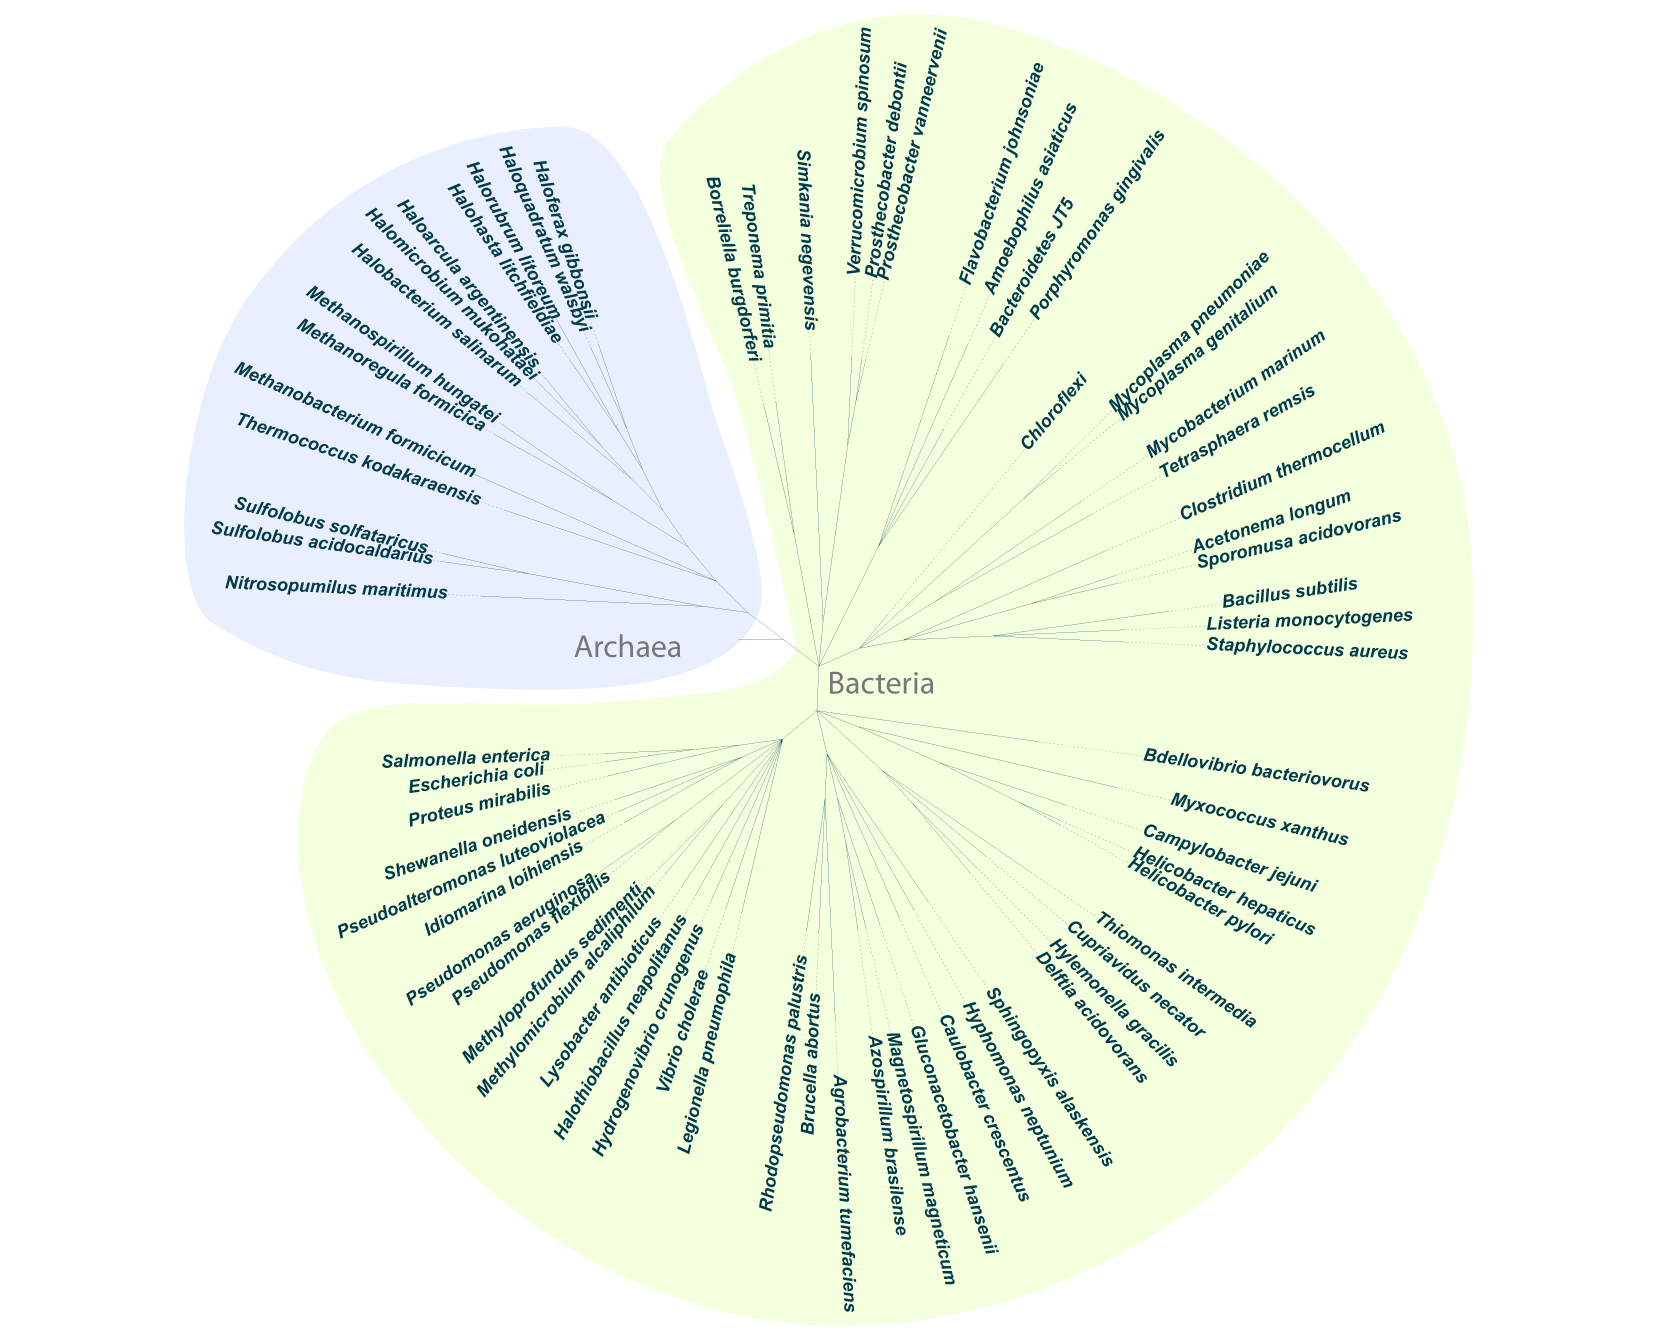 Haloferax gibbonsii
Haloquadratum walsbyi
Halorubrum litoreum
Halohasta litchfieldiae
Haloarcula argentinensis
Halomicrobium mukohataei
Halobacterium salinarum
Methanospirillum hungatei
Methanoregula formicica
Methanobacterium formicicum
Thermococcus kodakaraensis
Sulfolobus solfataricus
Sulfolobus acidocaldarius
Nitrosopumilus maritimus
Archaea
Bacteria
Borreliella burgdorferi
Treponema primitia
Simkania negevensis
Verrucomicrobium spinosum
Prosthecobacter debontii
Prosthecobacter vanneervenii
Flavobacterium johnsoniae
Amoebophilus asiaticus
Bacteroidetes JT5
Porphyromonas gingivalis
Chloroflexi
Mycoplasma pneumoniae
Mycoplasma genitalium
Mycobacterium marinum
Tetrasphaera remsis
Clostridium thermocellum
Acetonema longum
Sporomusa acidovorans
Bacillus subtilis
Listeria monocytogenes
Staphylococcus aureus
Bdellovibrio bacteriovorus
Myxococcus xanthus
Campylobacter jejuni
Helicobacter hepaticus
Helicobacter pylori
Thiomonas intermedia
Cupriavidus necator
Hylemonella gracilis
Delftia acidovorans
Sphingopyxis alaskensis
Hyphomonas neptunium
Caulobacter crescentus
Gluconacetobacter hansenii
Magnetospirillum magneticum
Azospirillum brasilense
Agrobacterium tumefaciens
Brucella abortus
Rhodopseudomonas palustris
Legionella pneumophila
Vibrio cholerae
Hydrogenovibrio crunogenus
Halothiobacillus neapolitanus
Lysobacter antibioticus
Methylomicrobium alcaliphilum
Methyloprofundus sedimenti
Pseudomonas flexibilis
Pseudomonas aeruginosa
Idiomarina loihiensis
Pseudoalteromonas luteoviolacea
Shewanella oneidensis
Proteus mirabilis
Escherichia coli
Salmonella enterica